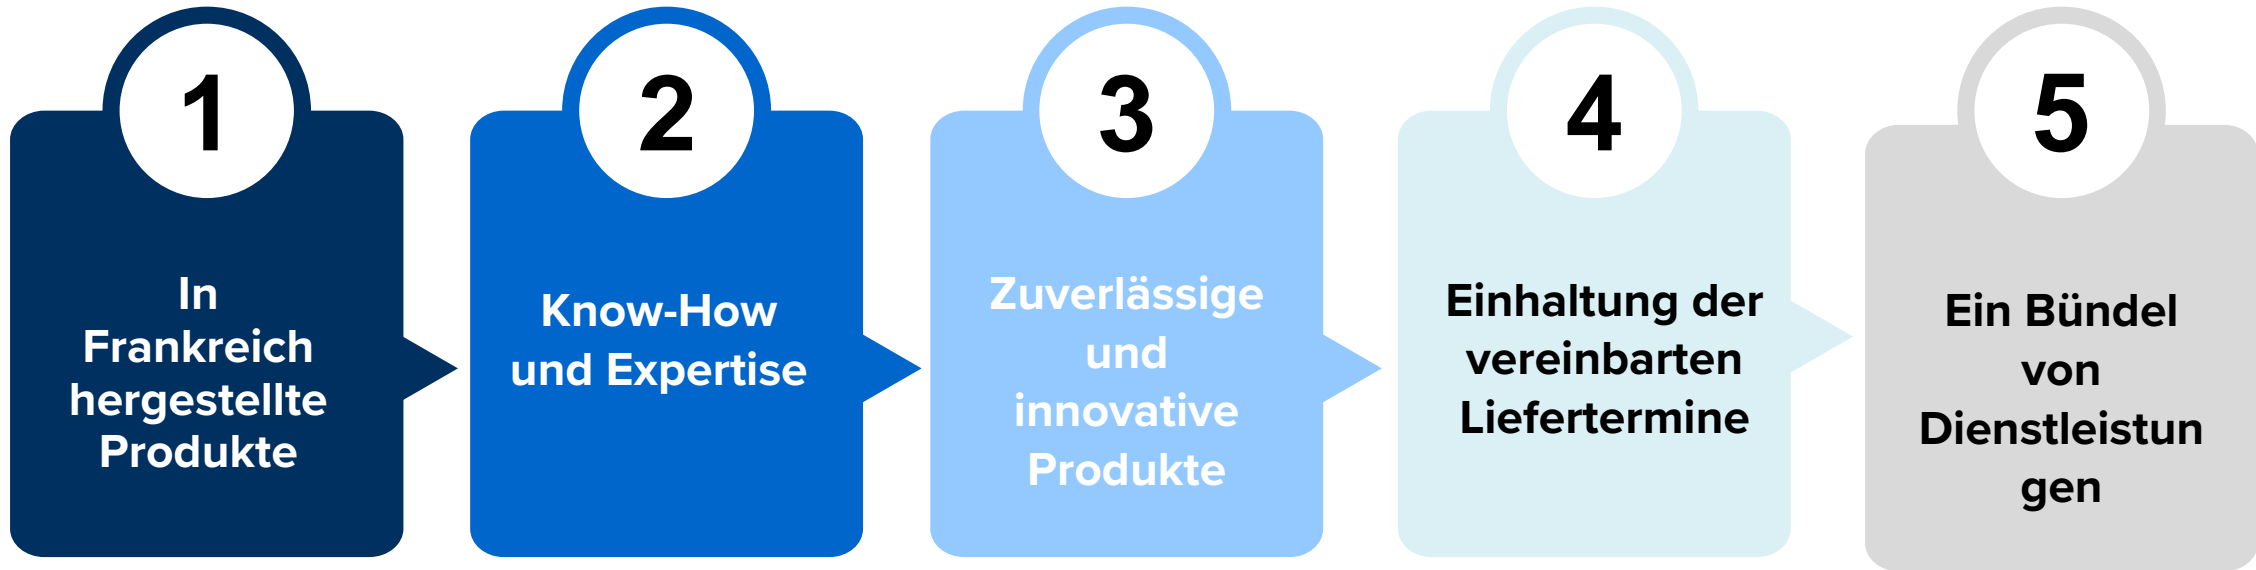 1
In
Frankreich
hergestellte
Produkte
2
Know-How
und Expertise
3
Zuverlässige
und
innovative
Produkte
4
Einhaltung der
vereinbarten
Liefertermine
5
Ein Bündel
von
Dienstleistun
gen